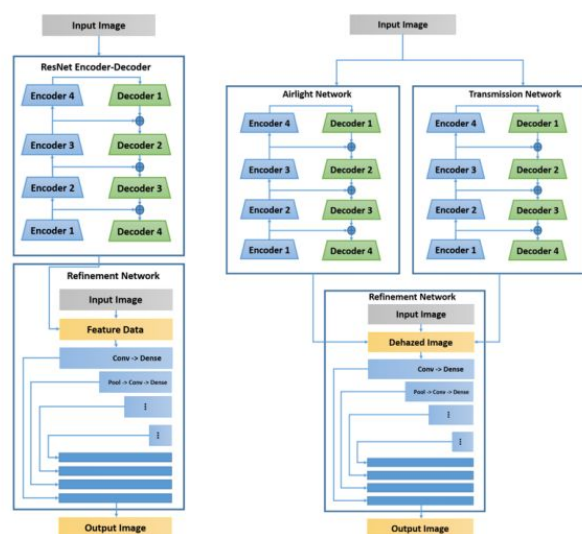 Input Image
ResNet Encoder-Decoder
Encoder 4
Decoder 1
Encoder 3
Decoder 2
Encoder 2
Decoder 3
Encoder 1
Decoder 4
Refinement Network
Input Image
Feature Data
Conv -> Dense
Pool -> Conv -> Dense
⋮
⋮
Output Image
Input Image
Airlight Network
Encoder 4
Decoder 1
Encoder 3
Decoder 2
Encoder 2
Decoder 3
Encoder 1
Decoder 4
Transmission Network
Encoder 4
Decoder 1
Encoder 3
Decoder 2
Encoder 2
Decoder 3
Encoder 1
Decoder 4
Refinement Network
Input Image
Dehazed Image
Conv -> Dense
Pool -> Conv -> Dense
⋮
⋮
Output Image